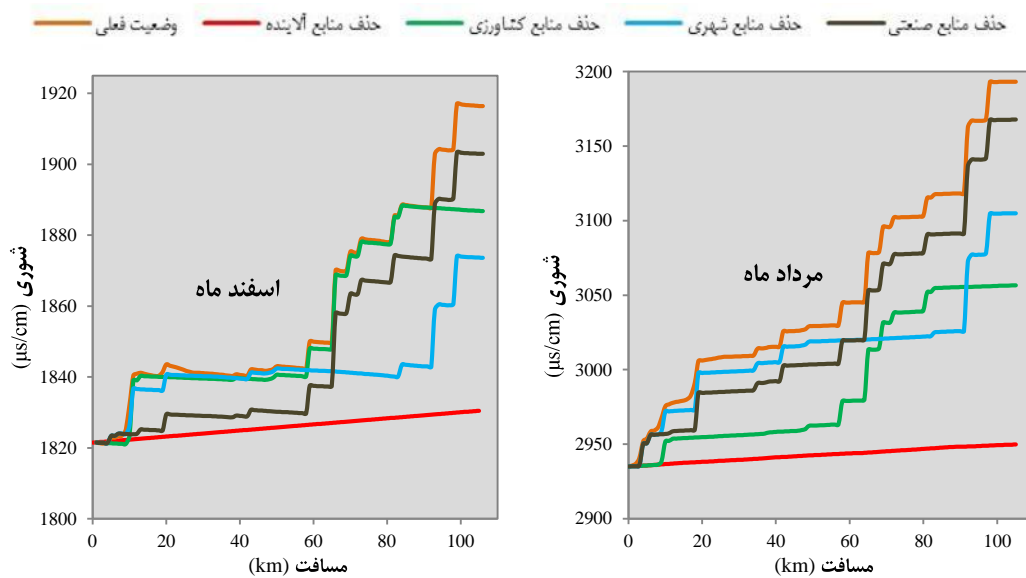 حذف منابع صنعتی حذف منابع شهری حذف منابع کشاورزی حذف منابع آلاینده وضعیت فعلی
1920
1900
1880
1860
1840
1820
1800
شوری (μs/cm)
اسفند ماه
0 20 40 60 80 100
مسافت (km)
3200
3150
3100
3050
3000
2950
2900
شوری (μs/cm)
مرداد ماه
0 20 40 60 80 100
مسافت (km)